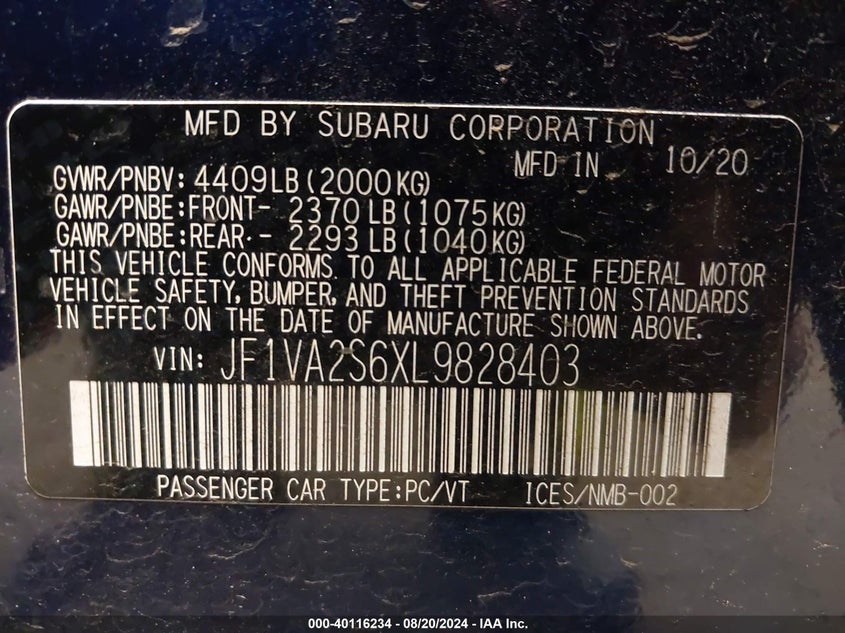 MFD BY SUBARU CORPORATION
MFD IN 10/20
GVWR/PNBV: 4409LB (2000KG)
GAWR/PNBE:FRONT- 2370 LB (1075KG)
GAWR/PNBE:REAR - 2293 LB (1040KG)
THIS VEHICLE CONFORMS TO ALL APPLICABLE FEDERAL MOTOR
VEHICLE SAFETY, BUMPER, AND THEFT PREVENTION STANDARDS
IN EFFECT ON THE DATE OF MANUFACTURE SHOWN ABOVE.
VIN: JF1VA2S6XL9828403
PASSENGER CAR TYPE:PC/VT ICES/NMB-002
000-40116234 - 08/20/2024 - IAA Inc.